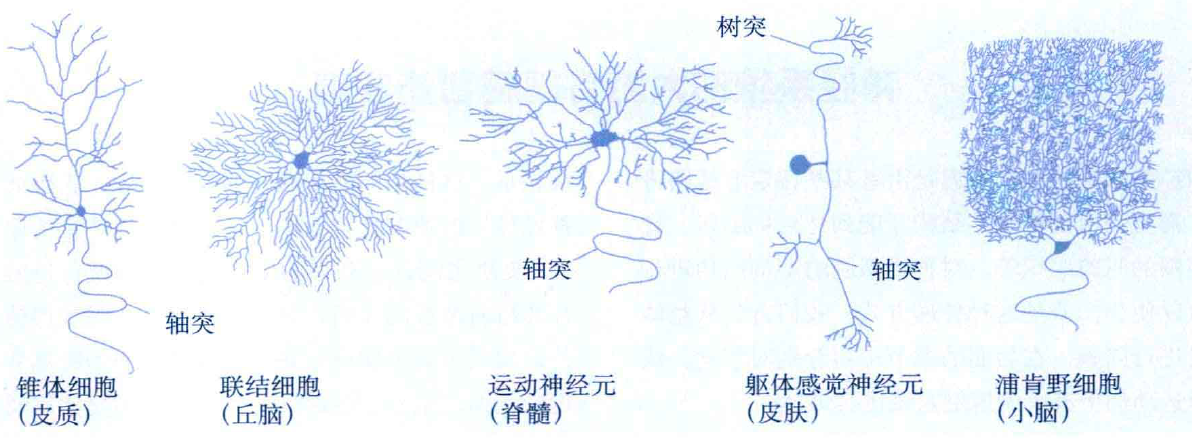 树突
轴突
轴突
轴突
锥体细胞
（皮质）
联结细胞
（丘脑）
运动神经元
（脊髓）
躯体感觉神经元
（皮肤）
浦肯野细胞
（小脑）